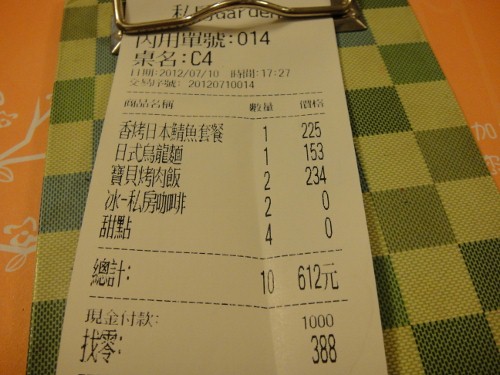 內用單號:014
桌名:C4
日期:2012/07/10 時間:17:27
交易序號: 20120710014
商品名稱 數量 價格
香烤日本鯖魚套餐 1 225
日式烏龍麵 1 153
寶貝烤肉飯 2 234
冰-私房咖啡 2 0
甜點 4 0
總計: 10 612元
現金付款: 1000
找零: 388
加